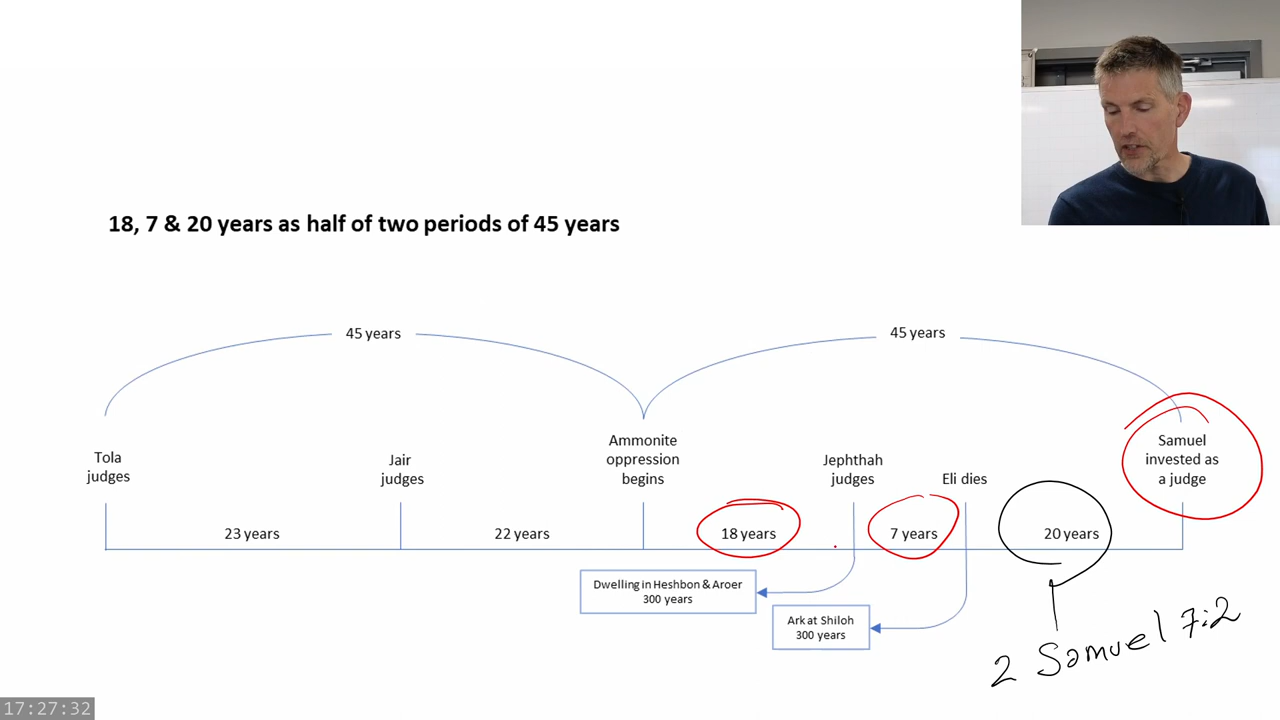 18, 7 & 20 years as half of two periods of 45 years
45 years
45 years
Tola
judges
Jair
judges
Ammonite
oppression
begins
Jephthah
judges
Eli dies
Samuel
invested as
a judge
23 years
22 years
18 years
7 years
20 years
Dwelling in Heshbon & Aroer
300 years
Ark at Shiloh
300 years
2 Samuel 7:2
17:27:32